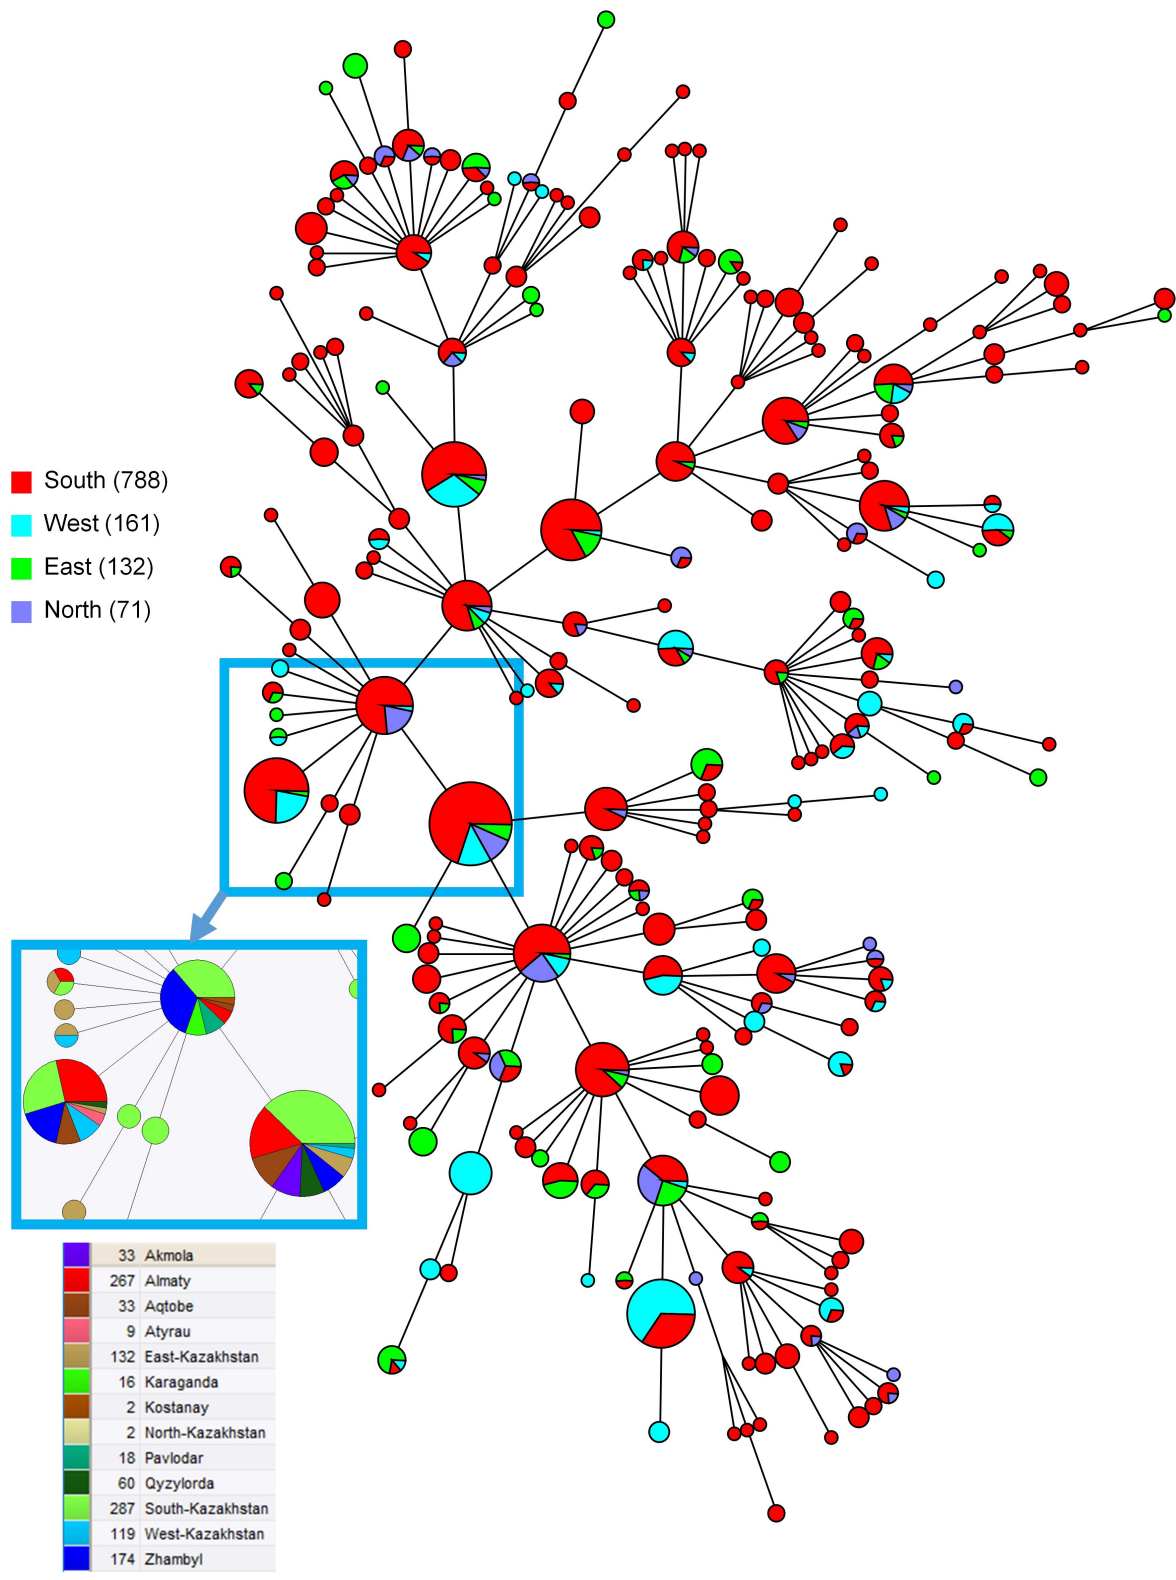 South (788)
West (161)
East (132)
North (71)
33 Akmola
267 Almaty
33 Aqtobe
9 Atyrau
132 East-Kazakhstan
16 Karaganda
2 Kostanay
2 North-Kazakhstan
18 Pavlodar
60 Qyzylorda
287 South-Kazakhstan
119 West-Kazakhstan
174 Zhambyl